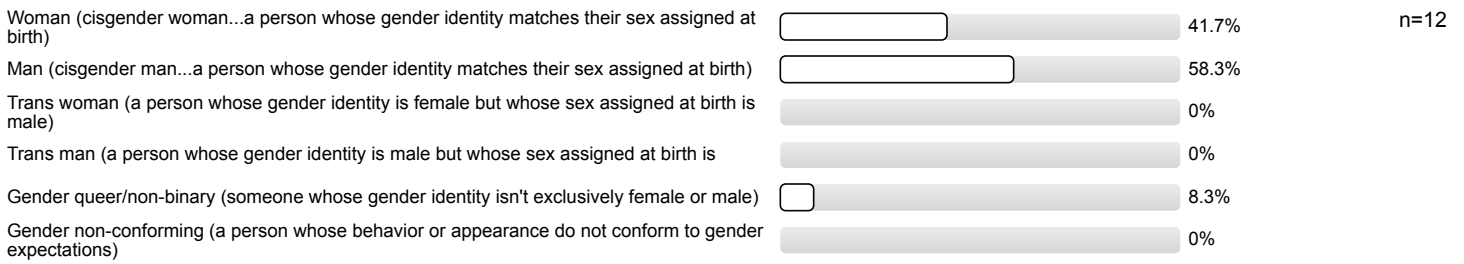 Woman (cisgender woman...a person whose gender identity matches their sex assigned at
birth)
41.7%
n=12
Man (cisgender man...a person whose gender identity matches their sex assigned at birth)
58.3%
Trans woman (a person whose gender identity is female but whose sex assigned at birth is
male)
0%
Trans man (a person whose gender identity is male but whose sex assigned at birth is
0%
Gender queer/non-binary (someone whose gender identity isn't exclusively female or male)
8.3%
Gender non-conforming (a person whose behavior or appearance do not conform to gender
expectations)
0%